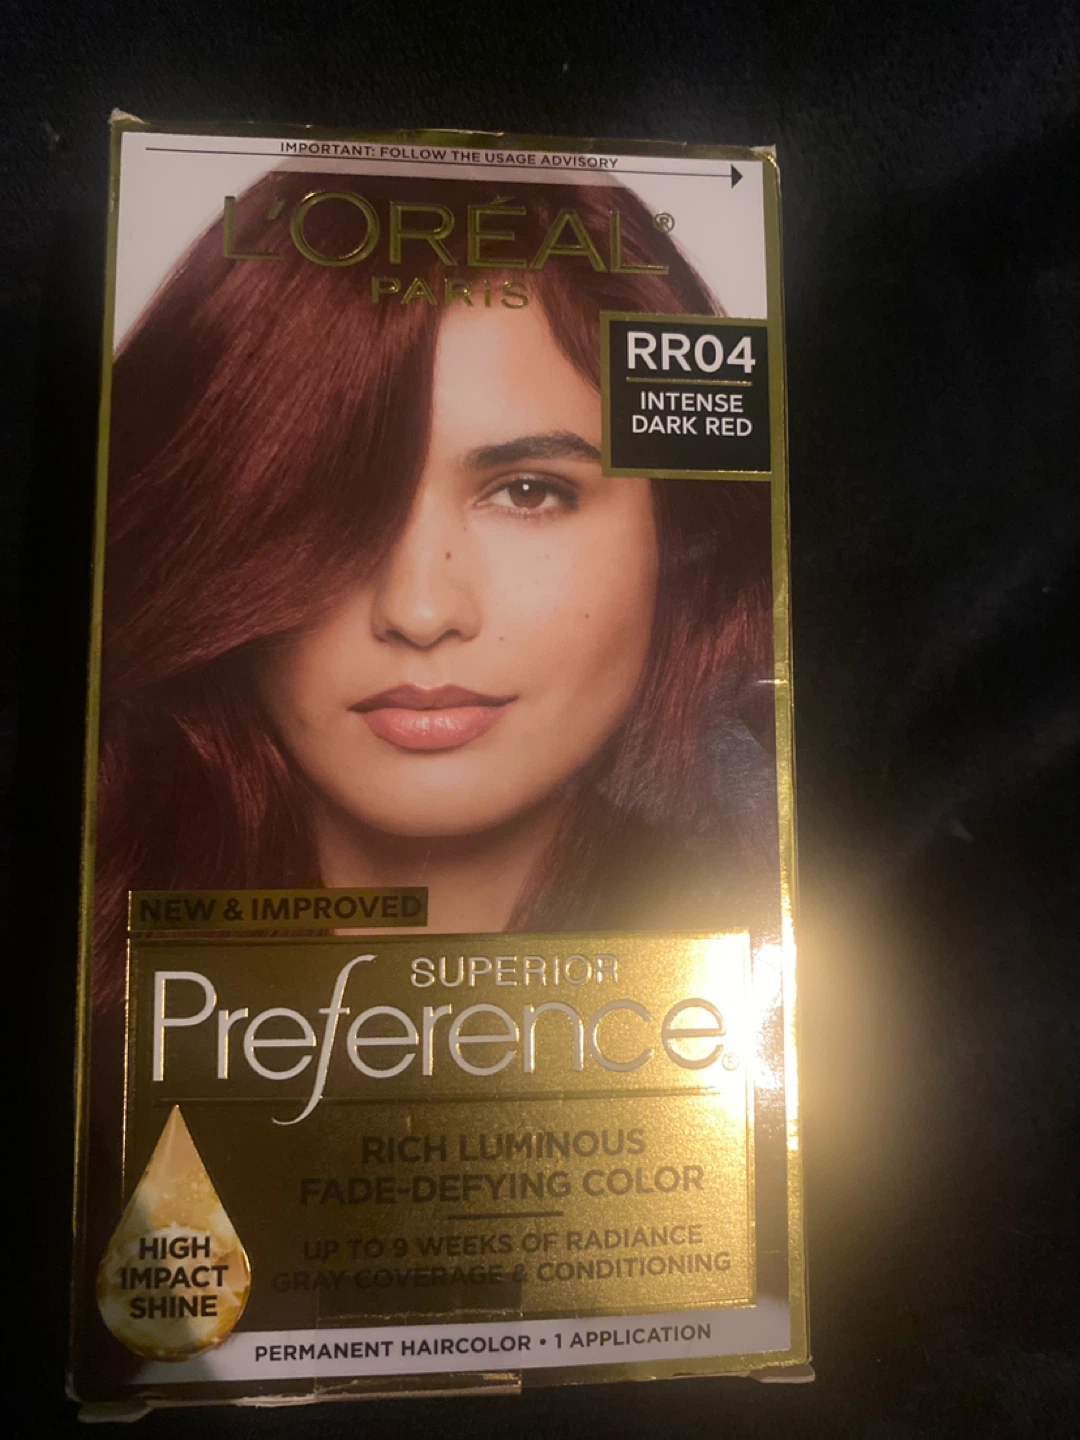 IMPORTANT: FOLLOW THE USAGE ADVISORY
L'ORÉAL®
PARIS
RR04
INTENSE
DARK RED
NEW & IMPROVED
SUPERIOR
Preference®
RICH LUMINOUS
FADE-DEFYING COLOR
UP TO 9 WEEKS OF RADIANCE
GRAY COVERAGE & CONDITIONING
HIGH
IMPACT
SHINE
PERMANENT HAIRCOLOR • 1 APPLICATION